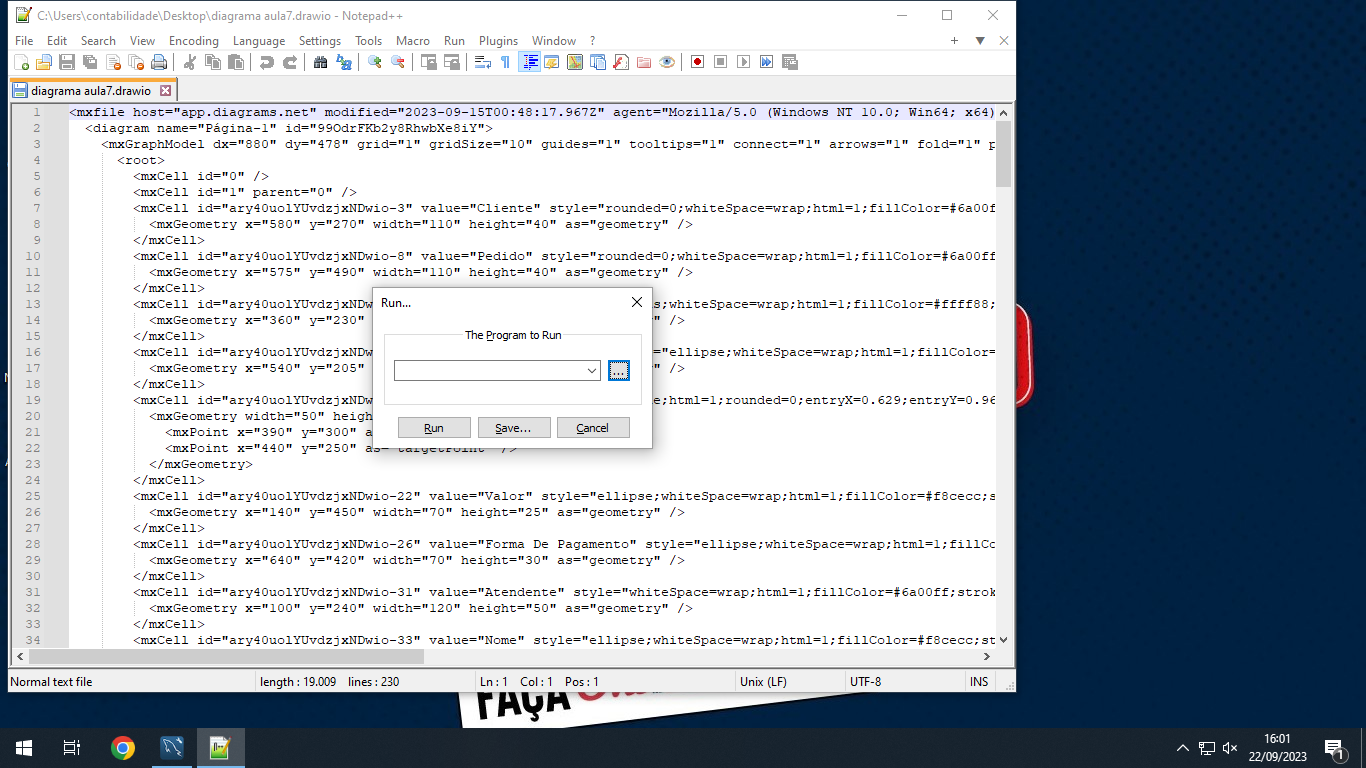 C:\Users\contabilidade\Desktop\diagrama aula7.drawio - Notepad++
File Edit Search View Encoding Language Settings Tools Macro Run Plugins Window ?
diagrama aula7.drawio
1 <mxfile host="app.diagrams.net" modified="2023-09-15T00:48:17.967Z" agent="Mozilla/5.0 (Windows NT 10.0; Win64; x64)
2 <diagram name="Página-1" id="99OdrFKb2y8RhwbXe8iY">
3 <mxGraphModel dx="880" dy="478" grid="1" gridSize="10" guides="1" tooltips="1" connect="1" arrows="1" fold="1" p
4 <root>
5 <mxCell id="0" />
6 <mxCell id="1" parent="0" />
7 <mxCell id="ary40uolYUvdzjxNDwio-3" value="Cliente" style="rounded=0;whiteSpace=wrap;html=1;fillColor=#6a00f
8 <mxGeometry x="580" y="270" width="110" height="40" as="geometry" />
9 </mxCell>
10 <mxCell id="ary40uolYUvdzjxNDwio-8" value="Pedido" style="rounded=0;whiteSpace=wrap;html=1;fillColor=#6a00ff
11 <mxGeometry x="575" y="490" width="110" height="40" as="geometry" />
12 </mxCell>
13 <mxCell id="ary40uolYUvdzjxNDw s;whiteSpace=wrap;html=1;fillColor=#ffff88;
14 <mxGeometry x="360" y="230" y" />
15 </mxCell>
16 <mxCell id="ary40uolYUvdzjxNDw ="ellipse;whiteSpace=wrap;html=1;fillColor=
17 <mxGeometry x="540" y="205" y" />
18 </mxCell>
19 <mxCell id="ary40uolYUvdzjxNDw e;html=1;rounded=0;entryX=0.629;entryY=0.96
20 <mxGeometry width="50" heigh
21 <mxPoint x="390" y="300" a
22 <mxPoint x="440" y="250" as="targetPoint" />
23 </mxGeometry>
24 </mxCell>
25 <mxCell id="ary40uolYUvdzjxNDwio-22" value="Valor" style="ellipse;whiteSpace=wrap;html=1;fillColor=#f8cecc;s
26 <mxGeometry x="140" y="450" width="70" height="25" as="geometry" />
27 </mxCell>
28 <mxCell id="ary40uolYUvdzjxNDwio-26" value="Forma De Pagamento" style="ellipse;whiteSpace=wrap;html=1;fillCo
29 <mxGeometry x="640" y="420" width="70" height="30" as="geometry" />
30 </mxCell>
31 <mxCell id="ary40uolYUvdzjxNDwio-31" value="Atendente" style="whiteSpace=wrap;html=1;fillColor=#6a00ff;strok
32 <mxGeometry x="100" y="240" width="120" height="50" as="geometry" />
33 </mxCell>
34 <mxCell id="ary40uolYUvdzjxNDwio-33" value="Nome" style="ellipse;whiteSpace=wrap;html=1;fillColor=#f8cecc;st
Run...
The Program to Run
...
Run Save... Cancel
Normal text file length : 19.009 lines : 230 Ln : 1 Col : 1 Pos : 1 Unix (LF) UTF-8 INS
FAÇA
16:01
22/09/2023
1